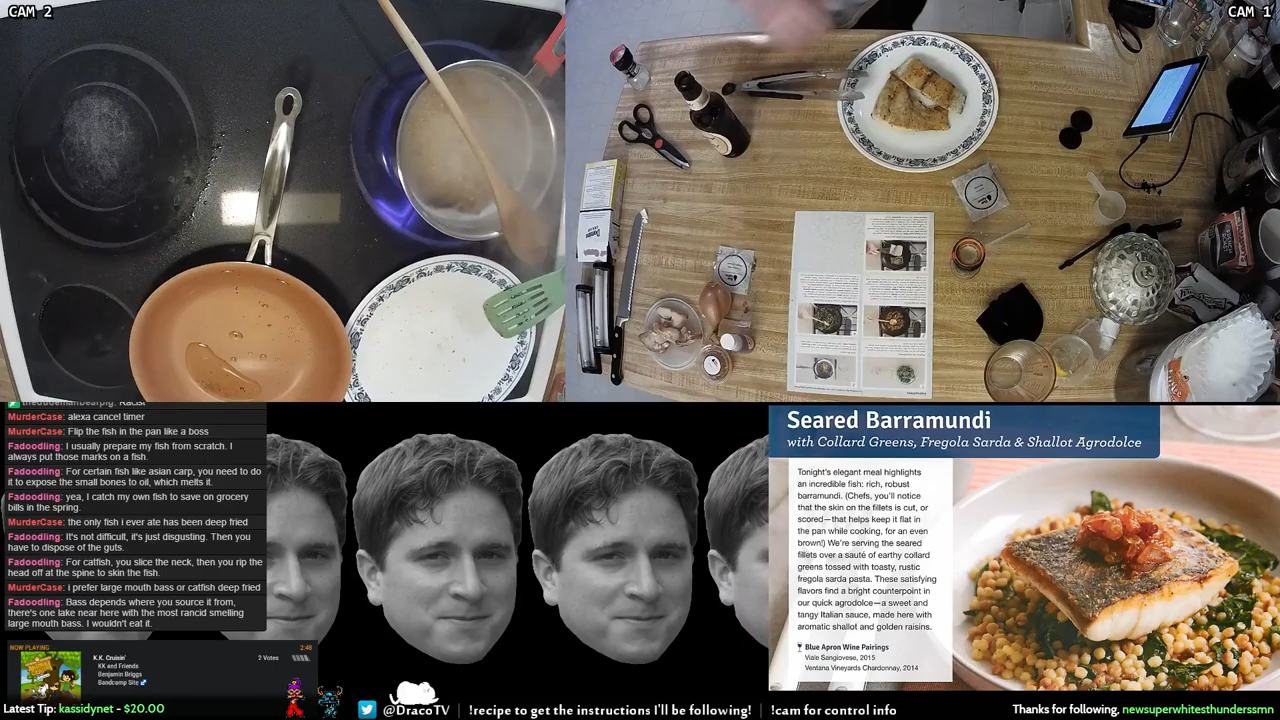 CAM 2
CAM 1
MurderCase: alexa cancel timer
MurderCase: Flip the fish in the pan like a boss
Fadoodling: I usually prepare my fish from scratch. I
always put those marks on a fish.
Fadoodling: For certain fish like asian carp, you need to do
it to expose the small bones to oil, which melts it.
Fadoodling: yea, I catch my own fish to save on grocery
bills in the spring.
MurderCase: the only fish i ever ate has been deep fried
Fadoodling: It's not difficult, it's just disgusting. Then you
have to dispose of the guts.
Fadoodling: For catfish, you slice the neck, then you rip the
head off at the spine to skin the fish.
MurderCase: i prefer large mouth bass or catfish deep fried
Fadoodling: Bass depends where you source it from,
there's one lake near here with the most rancid smelling
large mouth bass. I wouldn't eat it.
NOW PLAYING
2:48
K.K. Cruisin'
2 Votes
KK and Friends
Benjamin Briggs
Bandcamp Site
Seared Barramundi
with Collard Greens, Fregola Sarda & Shallot Agrodolce
Tonight's elegant meal highlights
an incredible fish: rich, robust
barramundi. (Chefs, you'll notice
that the skin on the fillets is cut, or
scored—that helps keep it flat in
the pan while cooking, for an even
brown!) We're serving the seared
fillets over a sauté of earthy collard
greens tossed with toasty, rustic
fregola sarda pasta. These satisfying
flavors find a bright counterpoint in
our quick agrodolce—a sweet and
tangy Italian sauce, made here with
aromatic shallot and golden raisins.
Blue Apron Wine Pairings
Viale Sangiovese, 2015
Ventana Vineyards Chardonnay, 2014
Latest Tip: kassidynet - $20.00
@DracoTV
!recipe to get the instructions I'll be following!
!cam for control info
Thanks for following, newsuperwhitesthunderssmn